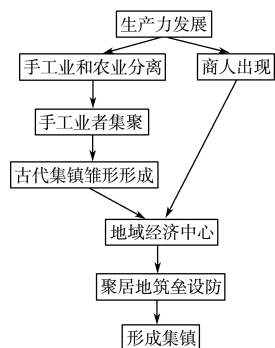 生产力发展
手工业和农业分离
商人出现
手工业者集聚
古代集镇雏形形成
地域经济中心
聚居地筑垒设防
形成集镇